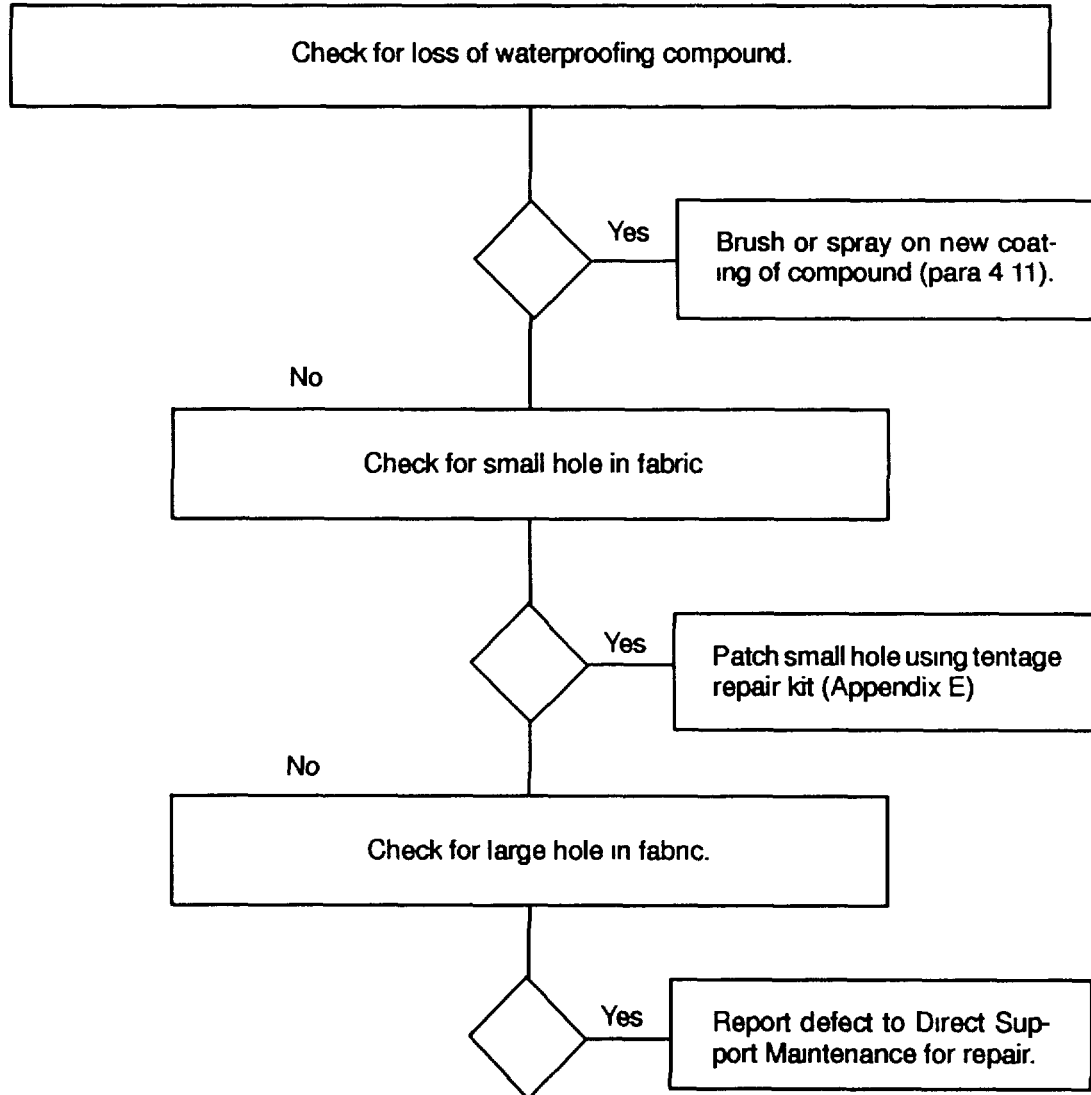 Check for loss of waterproofing compound.
Yes
Brush or spray on new coat-
ing of compound (para 4 11).
No
Check for small hole in fabric
Yes
Patch small hole using tentage
repair kit (Appendix E)
No
Check for large hole in fabric.
Yes
Report defect to Direct Sup-
port Maintenance for repair.